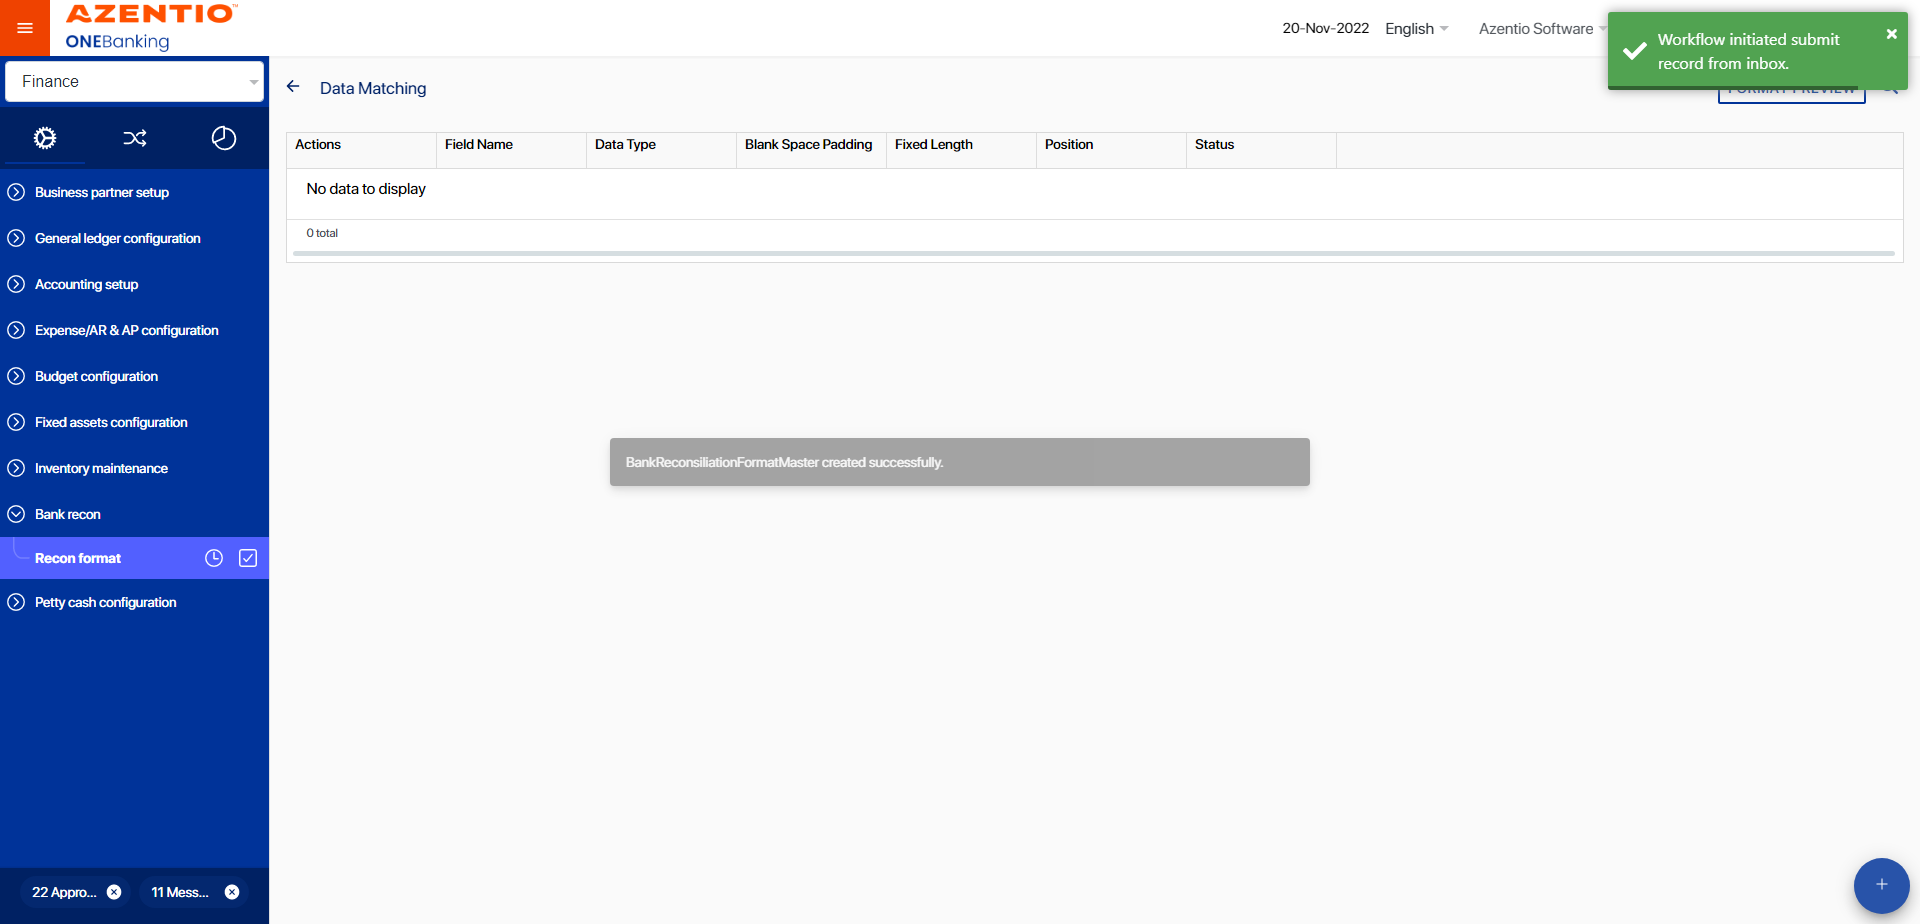 AZENTIO™
ONEBanking
20-Nov-2022
English
Azentio Software
Workflow initiated submit
record from inbox.
Finance
Data Matching
FORMAT PREVIEW
Actions
Field Name
Data Type
Blank Space Padding
Fixed Length
Position
Status
No data to display
0 total
Business partner setup
General ledger configuration
Accounting setup
Expense/AR & AP configuration
Budget configuration
Fixed assets configuration
Inventory maintenance
Bank recon
Recon format
Petty cash configuration
BankReconsiliationFormatMaster created successfully.
22 Appro...
11 Mess...